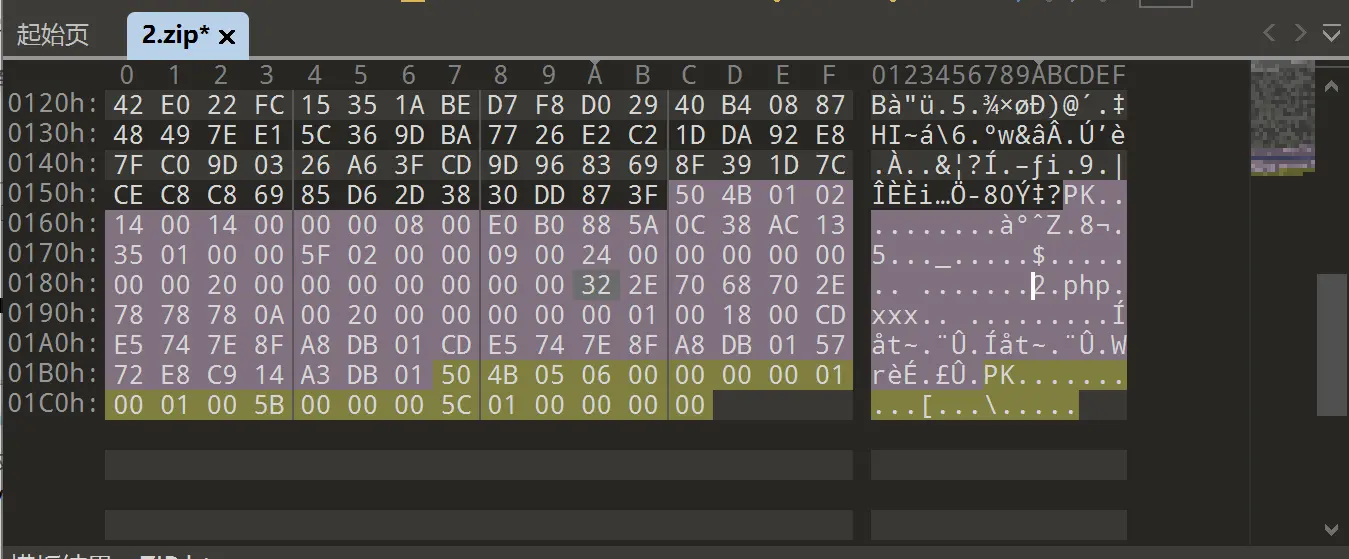 起始页 2.zip*
0 1 2 3 4 5 6 7 8 9 A B C D E F 0123456789ABCDEF
0120h: 42 E0 22 FC 15 35 1A BE D7 F8 D0 29 40 B4 08 87 Bà"ü.5.¾×øÐ)@´.‡
0130h: 48 49 7E E1 5C 36 9D BA 77 26 E2 C2 1D DA 92 E8 HI~á\6.ºw&âÂ.Ú’è
0140h: 7F C0 9D 03 26 A6 3F CD 9D 96 83 69 8F 39 1D 7C .À..&¦?Í.–ƒi.9.|
0150h: CE C8 C8 69 85 D6 2D 38 30 DD 87 3F 50 4B 01 02 ÎÈÈi…Ö-80Ý‡?PK..
0160h: 14 00 14 00 00 00 08 00 E0 B0 88 5A 0C 38 AC 13 ........à°ˆZ.8¬.
0170h: 35 01 00 00 5F 02 00 00 09 00 24 00 00 00 00 00 5..._.....$.....
0180h: 00 00 20 00 00 00 00 00 00 00 32 2E 70 68 70 2E .. .......2.php.
0190h: 78 78 78 0A 00 20 00 00 00 00 00 01 00 18 00 CD xxx.. .........Í
01A0h: E5 74 7E 8F A8 DB 01 CD E5 74 7E 8F A8 DB 01 57 åt~.¨Û.Íåt~.¨Û.W
01B0h: 72 E8 C9 14 A3 DB 01 50 4B 05 06 00 00 00 00 01 rèÉ.£Û.PK.......
01C0h: 00 01 00 5B 00 00 00 5C 01 00 00 00 00 ...[...\.....